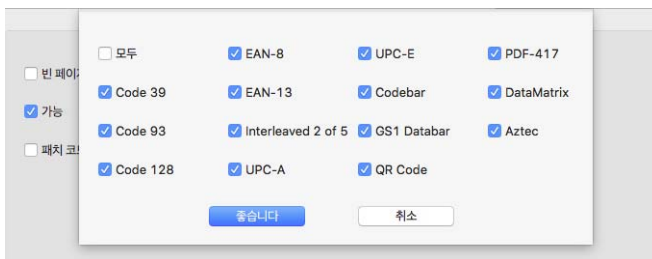 모두 EAN-8 UPC-E PDF-417
빈 페이지
Code 39 EAN-13 Codebar DataMatrix
가능
Code 93 Interleaved 2 of 5 GS1 Databar Aztec
패치 코드
Code 128 UPC-A QR Code
좋습니다 취소